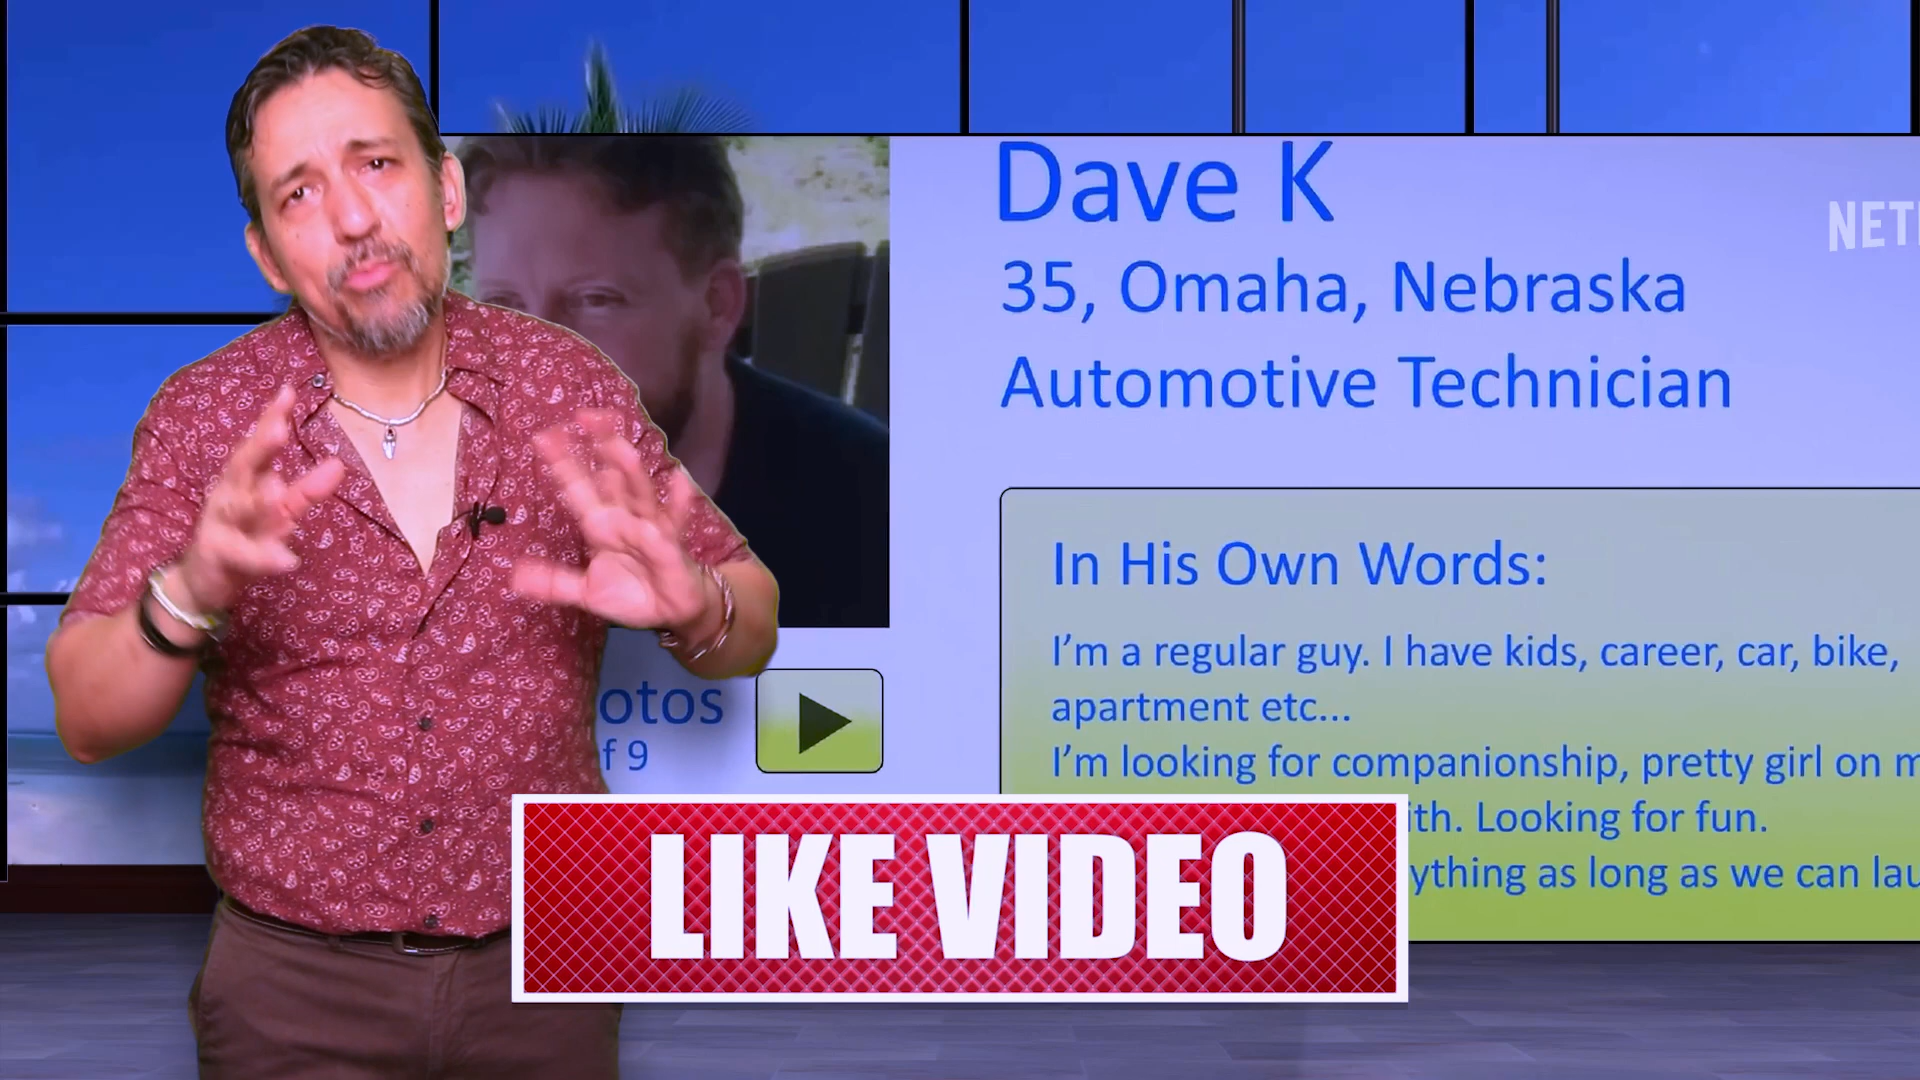 Dave K
NET
35, Omaha, Nebraska
Automotive Technician
In His Own Words:
I'm a regular guy. I have kids, career, car, bike,
apartment etc...
I'm looking for companionship, pretty girl on m
ith. Looking for fun.
ything as long as we can lau
otos
f 9
LIKE VIDEO